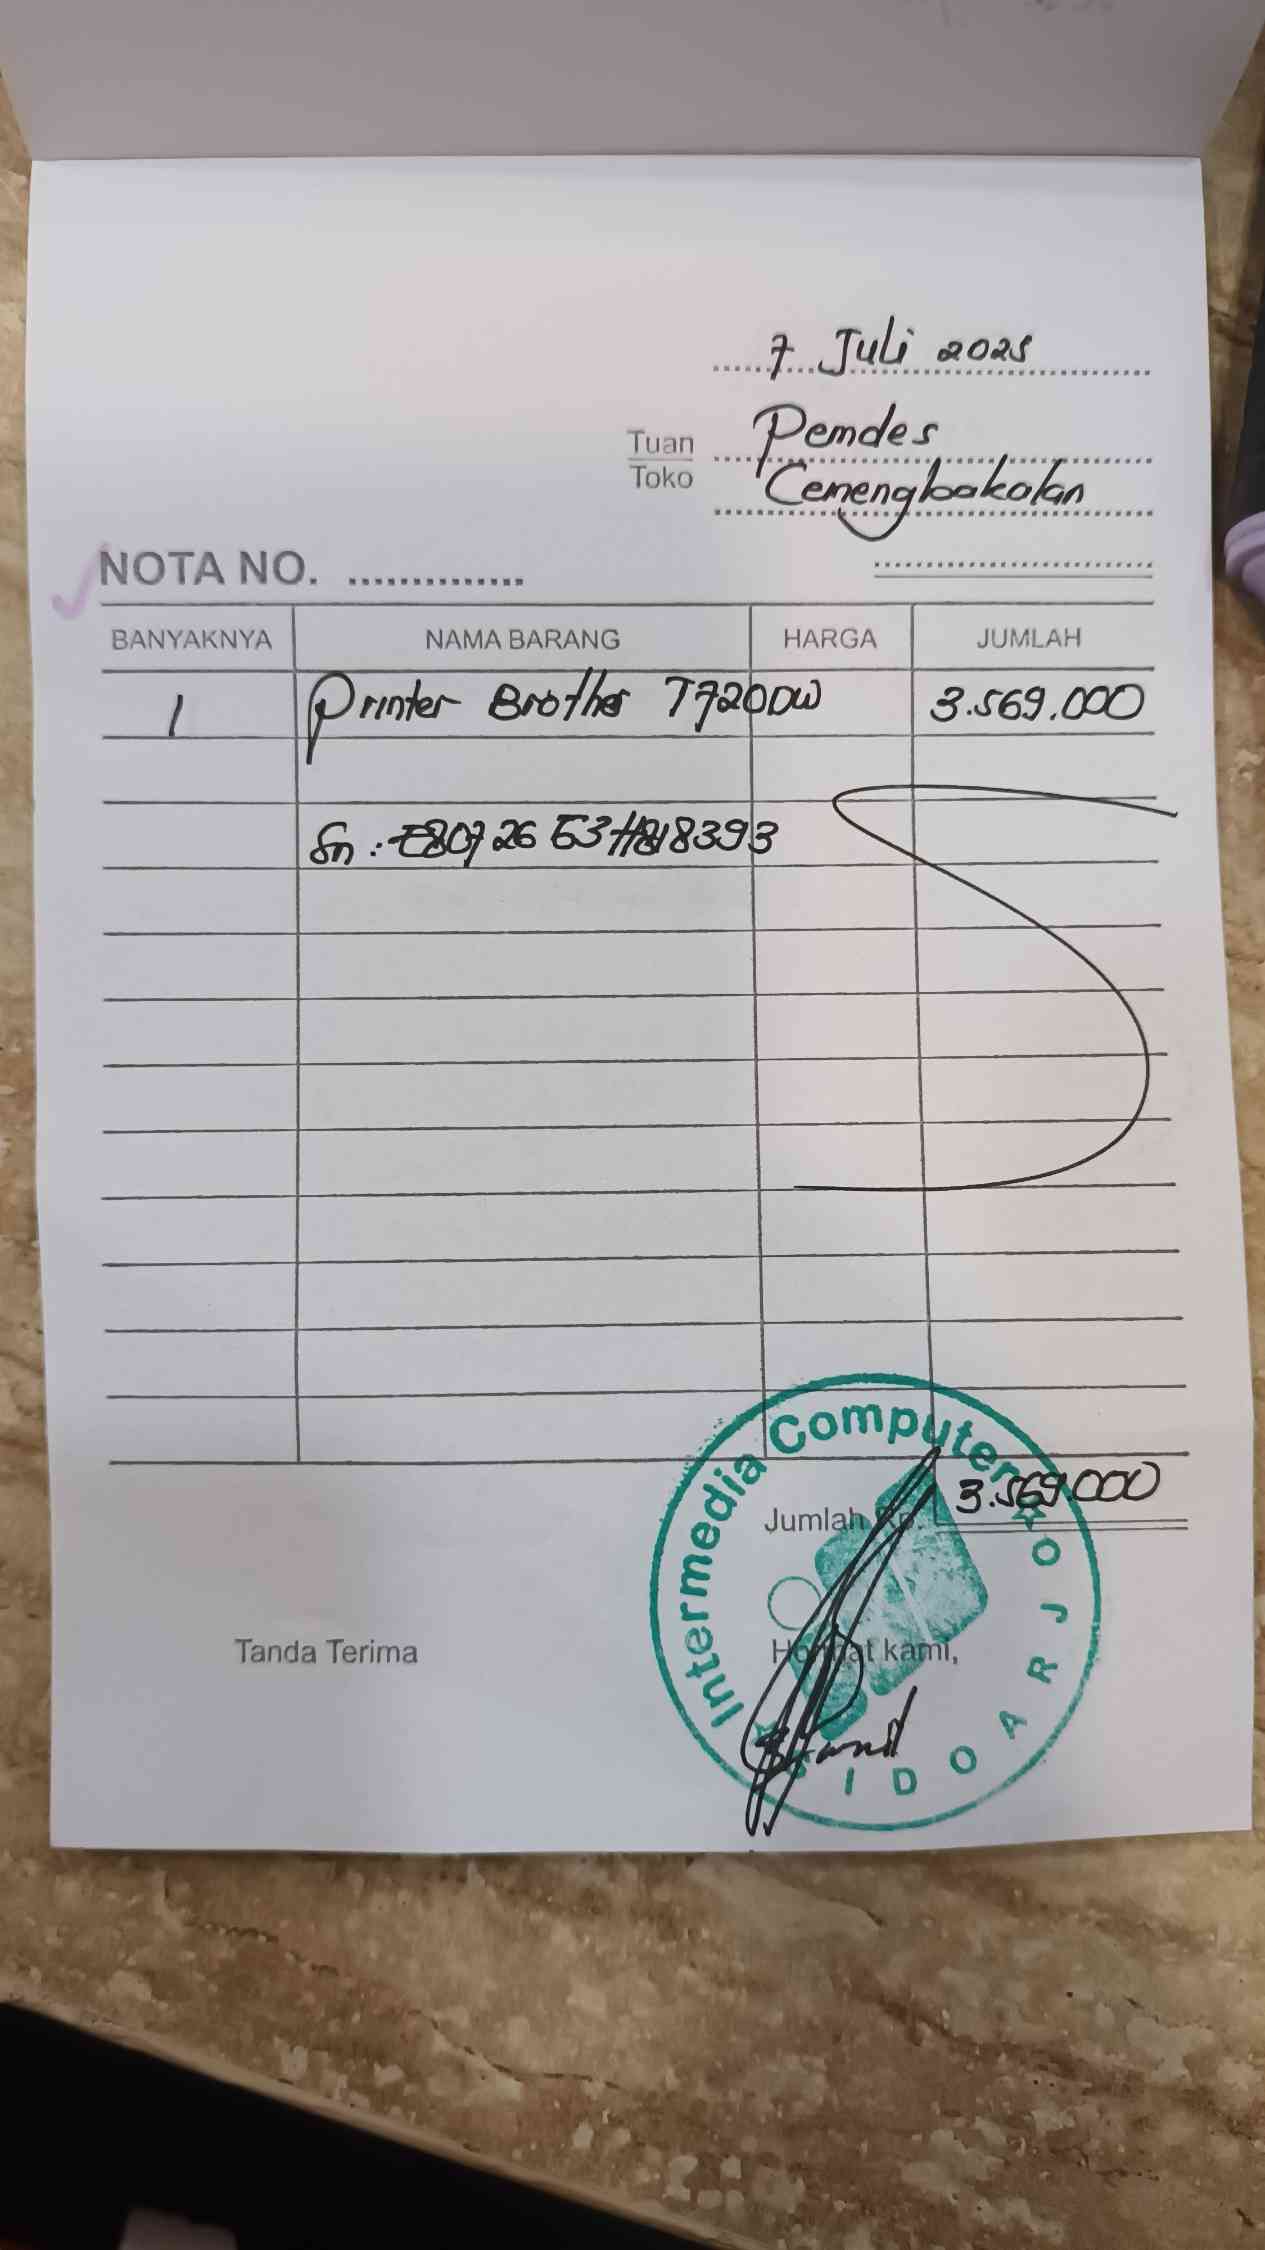 7 Juli 2025
Tuan Pemdes
Toko Cemengbakalan
NOTA NO. ..............
BANYAKNYA NAMA BARANG HARGA JUMLAH
1 Printer Brother T720DW 3.569.000
Sn :
Jumlah Rp. 3.569.000
Tanda Terima Hormat kami,
Intermedia Computer
SIDOARJO